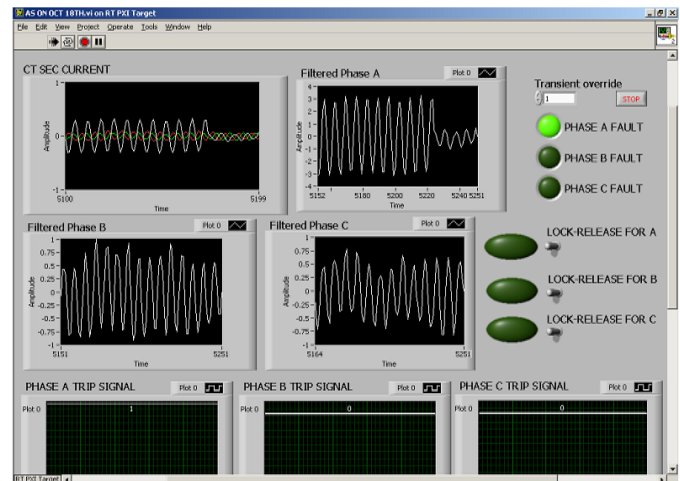 AS ON OCT 18TH.vi on RT PXI Target
File Edit View Project Operate Tools Window Help
2
CT SEC CURRENT
1
0
-1
5100
5199
Amplitude
Time
Filtered Phase A
Plot 0
4
3
2
1
0
-1
-2
-3
-4
5152 5180 5200 5220 5240 5251
Amplitude
Time
Transient override
1
STOP
PHASE A FAULT
PHASE B FAULT
PHASE C FAULT
Filtered Phase B
Plot 0
1
0.75
0.5
0.25
0
-0.25
-0.5
-0.75
-1
5151
5251
Amplitude
Time
Filtered Phase C
Plot 0
1
0.75
0.5
0.25
0
-0.25
-0.5
-0.75
-1
5164
5251
Amplitude
Time
LOCK-RELEASE FOR A
LOCK-RELEASE FOR B
LOCK-RELEASE FOR C
PHASE A TRIP SIGNAL
Plot 0
Plot 0
1
PHASE B TRIP SIGNAL
Plot 0
Plot 0
0
PHASE C TRIP SIGNAL
Plot 0
Plot 0
0
RT PXI Target